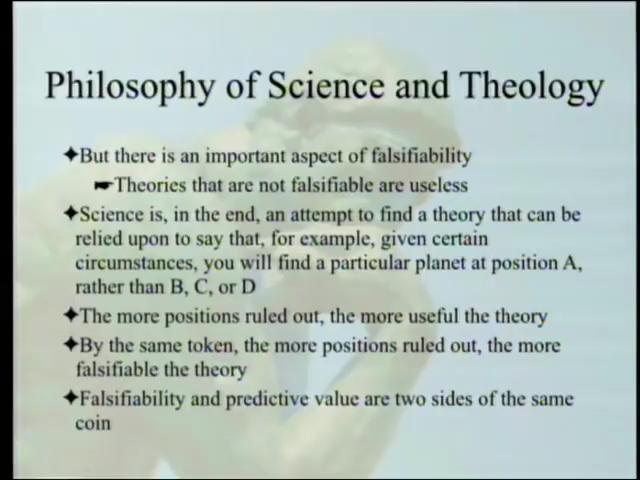 Philosophy of Science and Theology
But there is an important aspect of falsifiability
Theories that are not falsifiable are useless
Science is, in the end, an attempt to find a theory that can be
relied upon to say that, for example, given certain
circumstances, you will find a particular planet at position A,
rather than B, C, or D
The more positions ruled out, the more useful the theory
By the same token, the more positions ruled out, the more
falsifiable the theory
Falsifiability and predictive value are two sides of the same
coin